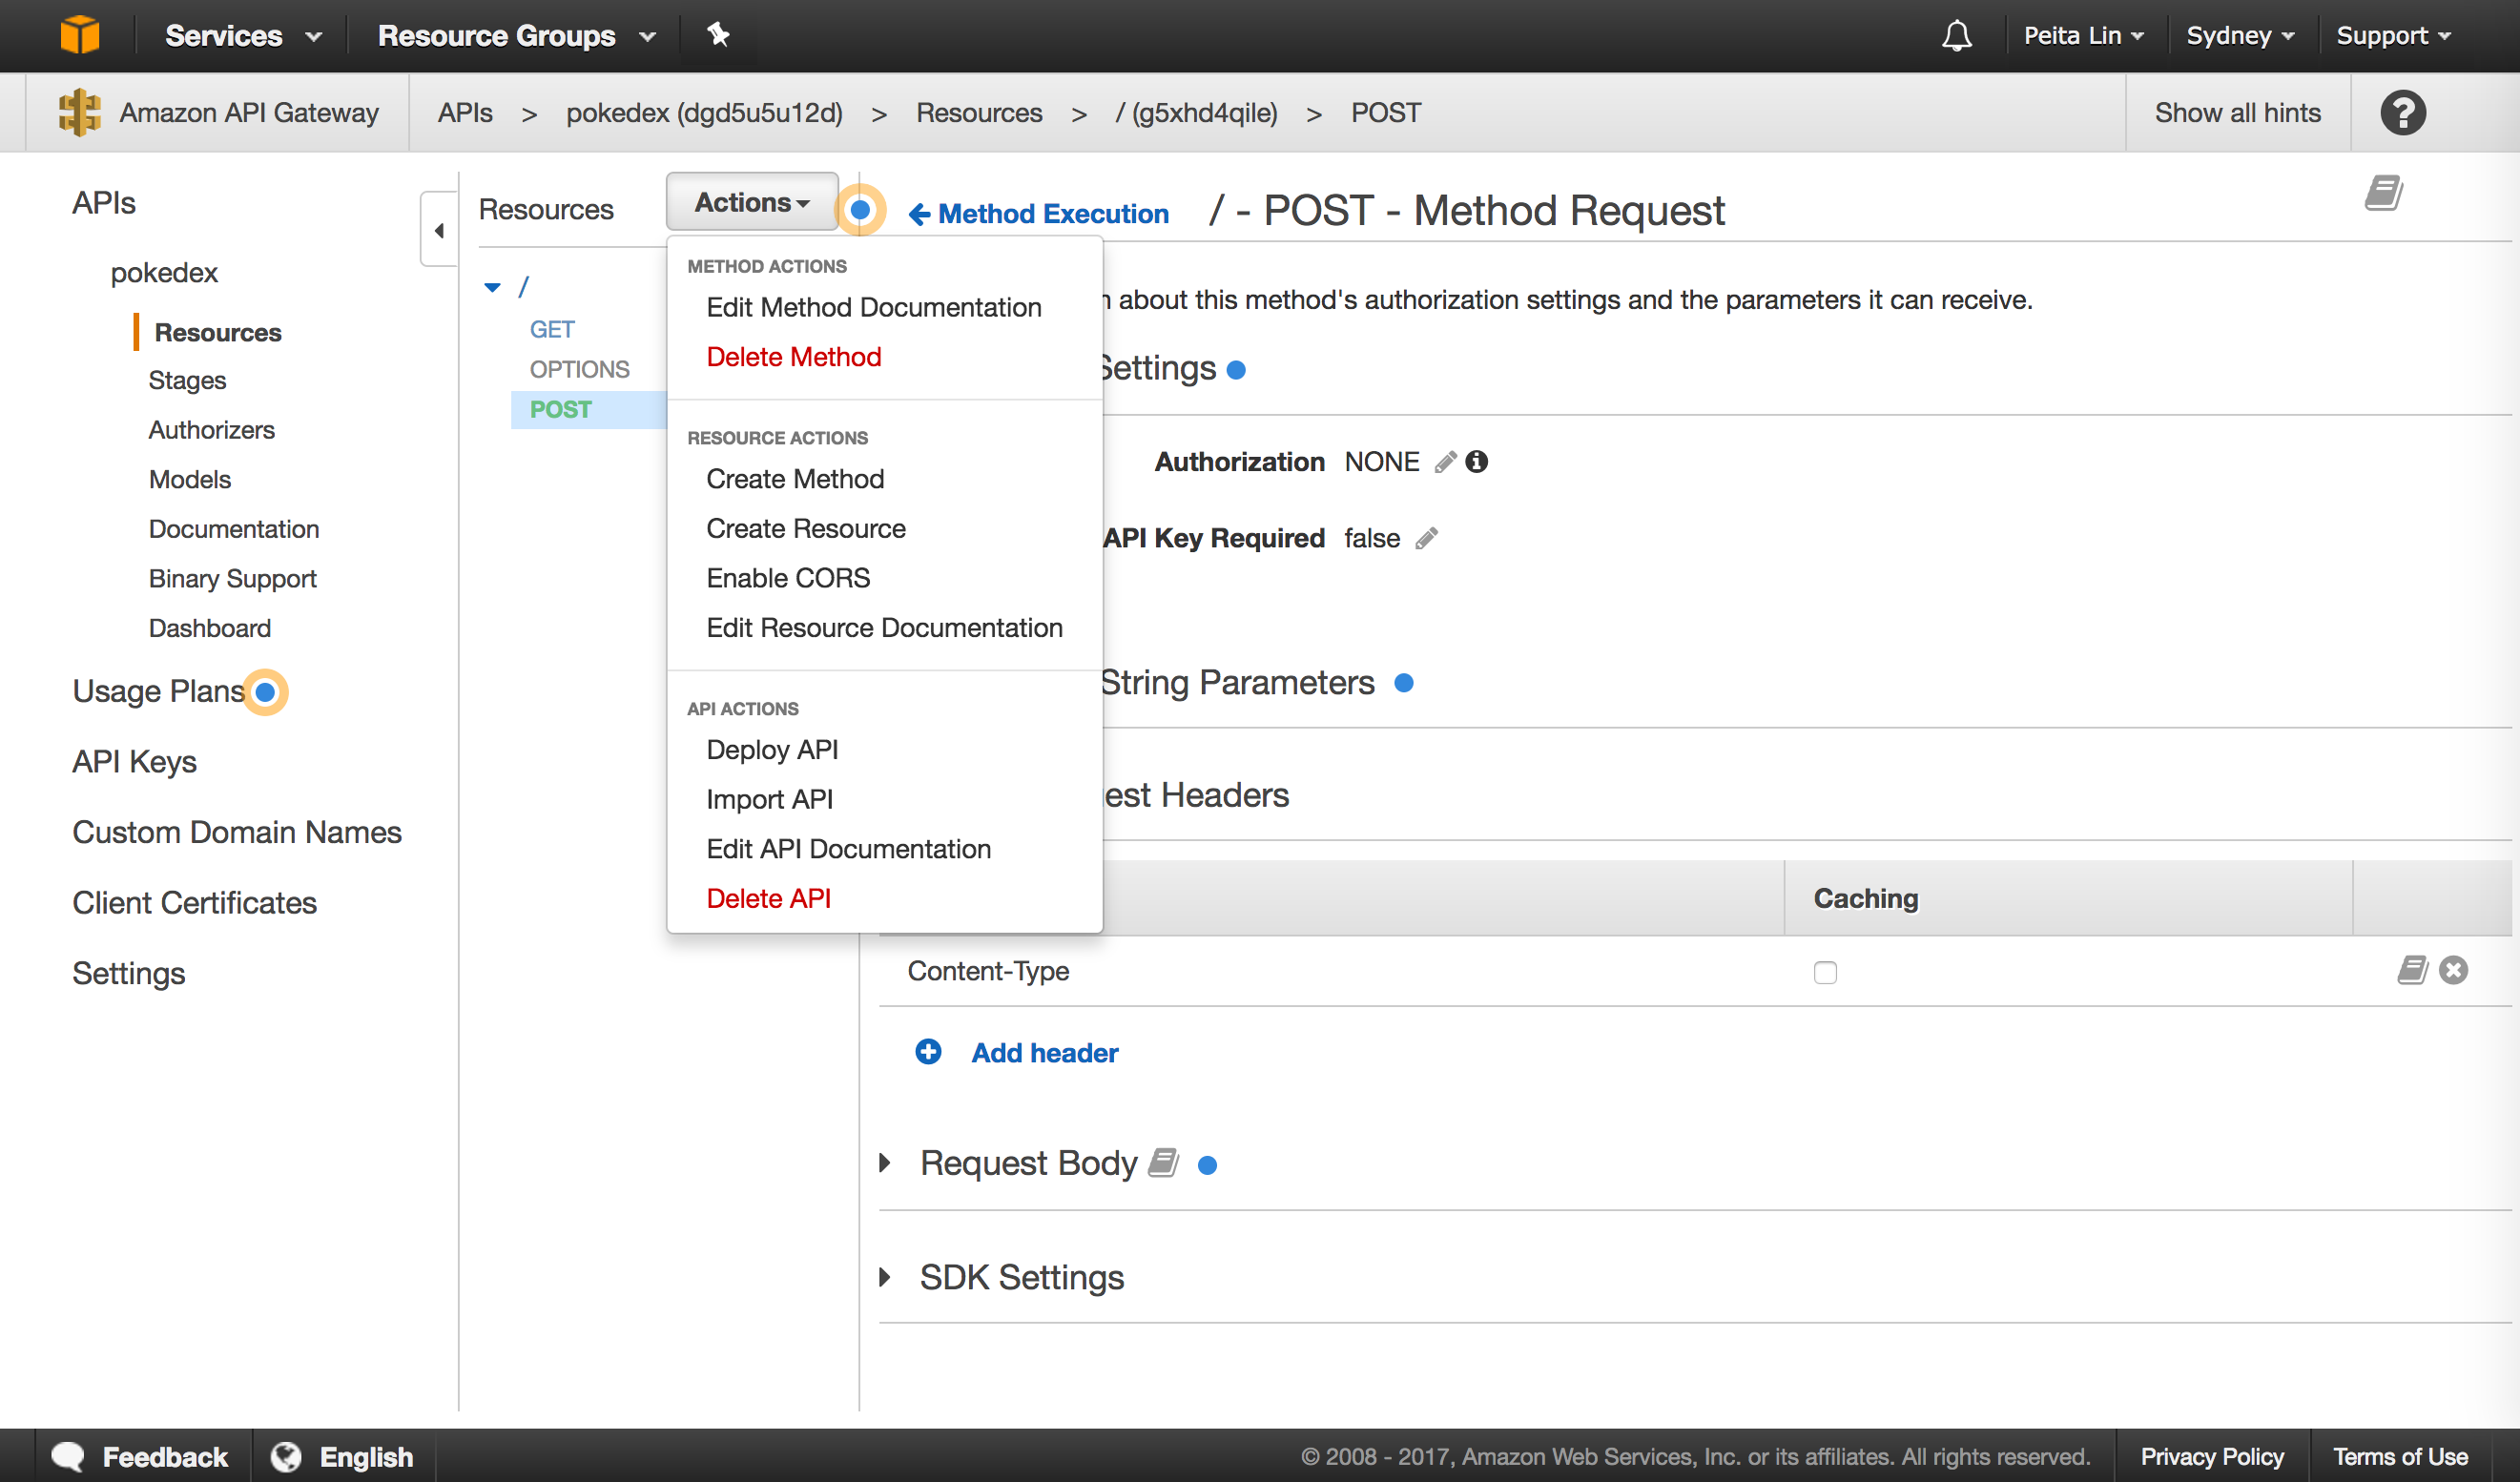 Services
Resource Groups
Peita Lin
Sydney
Support
Amazon API Gateway
APIs > pokedex (dgd5u5u12d) > Resources > / (g5xhd4qile) > POST
Show all hints
APIs
pokedex
Resources
Stages
Authorizers
Models
Documentation
Binary Support
Dashboard
Usage Plans
API Keys
Custom Domain Names
Client Certificates
Settings
Resources
Actions
/
GET
OPTIONS
POST
METHOD ACTIONS
Edit Method Documentation
Delete Method
RESOURCE ACTIONS
Create Method
Create Resource
Enable CORS
Edit Resource Documentation
API ACTIONS
Deploy API
Import API
Edit API Documentation
Delete API
Method Execution
/ - POST - Method Request
about this method's authorization settings and the parameters it can receive.
Settings
Authorization NONE
API Key Required false
String Parameters
Headers
Caching
Content-Type
Add header
Request Body
SDK Settings
Feedback
English
© 2008 - 2017, Amazon Web Services, Inc. or its affiliates. All rights reserved.
Privacy Policy
Terms of Use